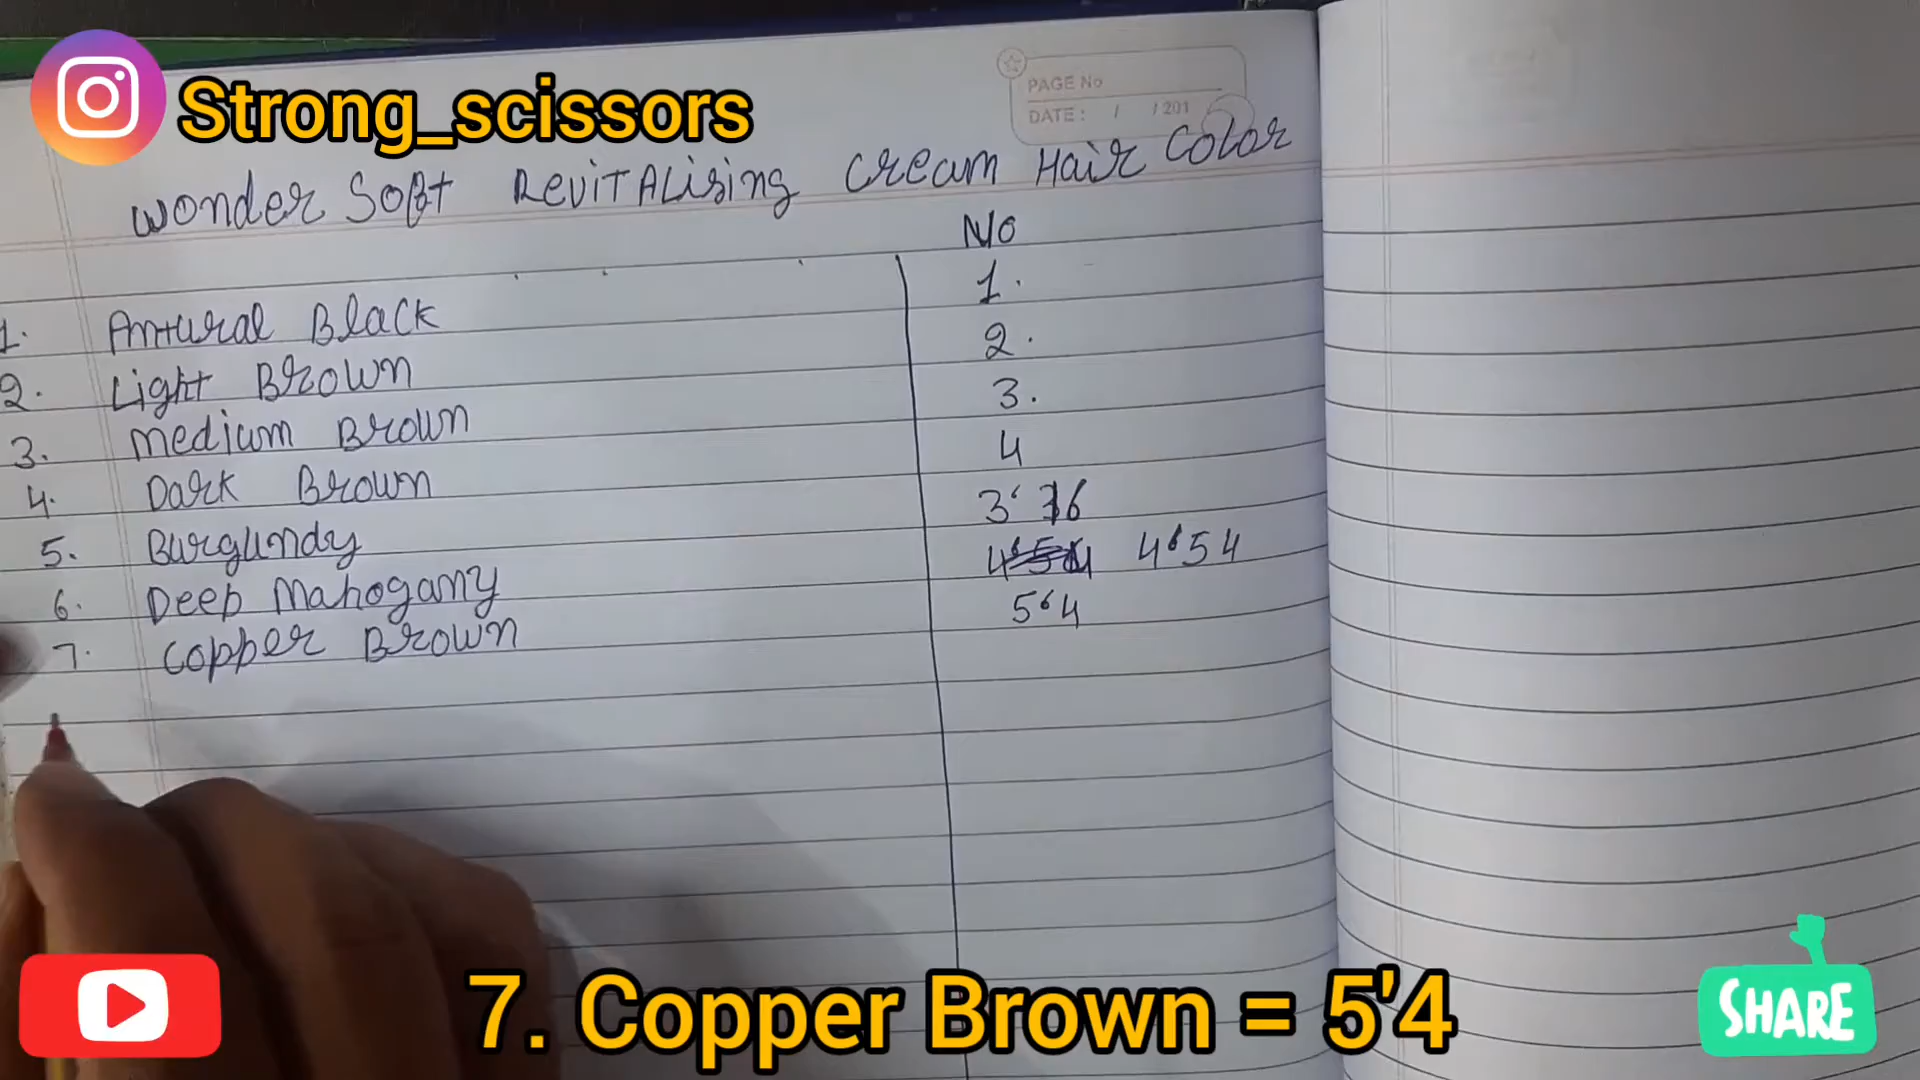 Strong_scissors
PAGE No
DATE : / / 201
Wonder Soft Revitalising Cream Hair Color
No
1. Antural Black 1.
2. Light Brown 2.
3. Medium Brown 3.
4. Dark Brown 4
5. Burgundy 3'16
6. Deep Mahogany 4'54
7. Copper Brown 5'4
7. Copper Brown = 5'4
SHARE